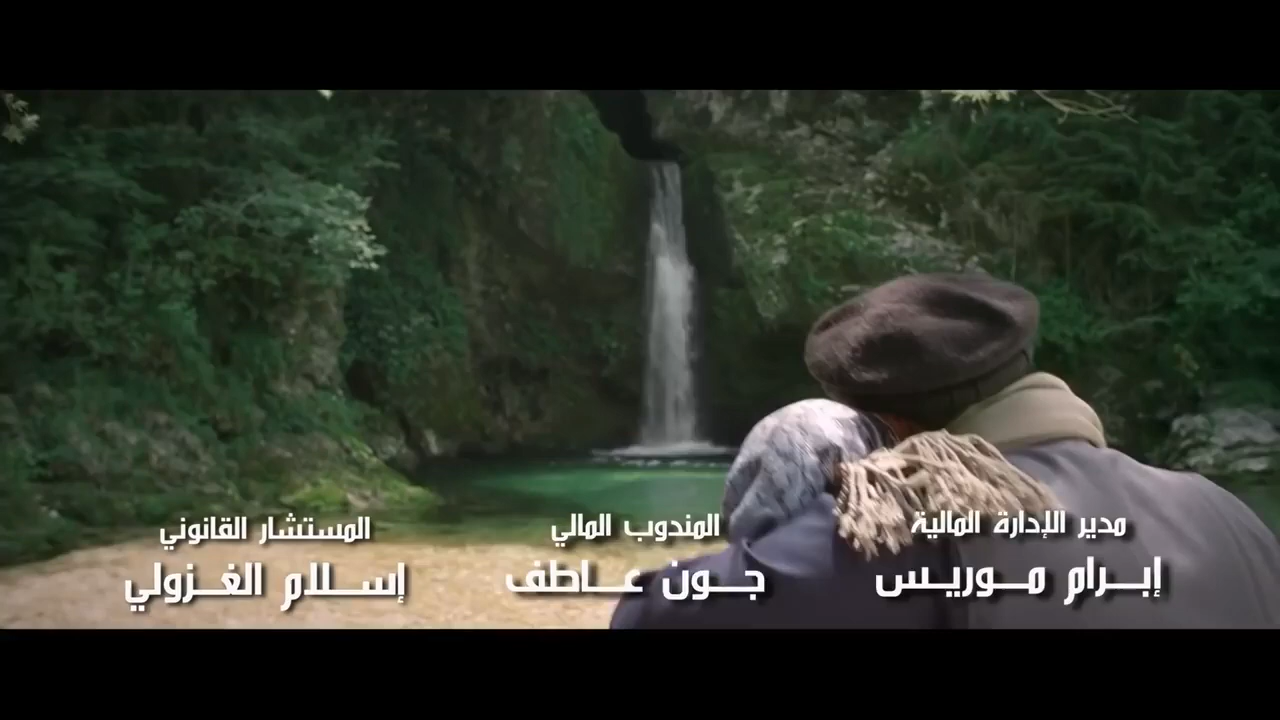 مدير الإدارة المالية
إبرام موريس
المندوب المالي
جون عاطف
المستشار القانوني
إسلام الغزولي